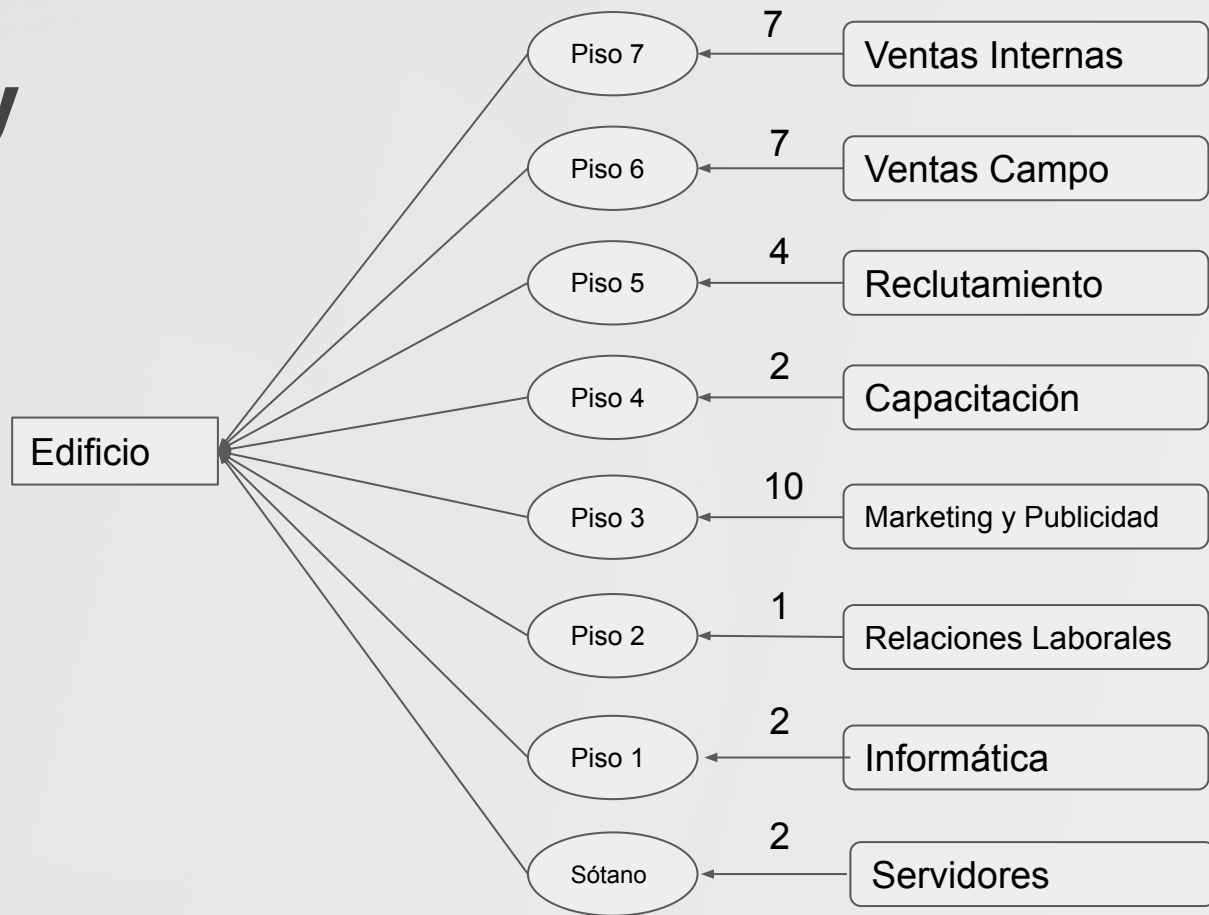 y
7
Piso 7
Ventas Internas
7
Piso 6
Ventas Campo
4
Piso 5
Reclutamiento
2
Piso 4
Capacitación
Edificio
10
Piso 3
Marketing y Publicidad
1
Piso 2
Relaciones Laborales
2
Piso 1
Informática
2
Sótano
Servidores